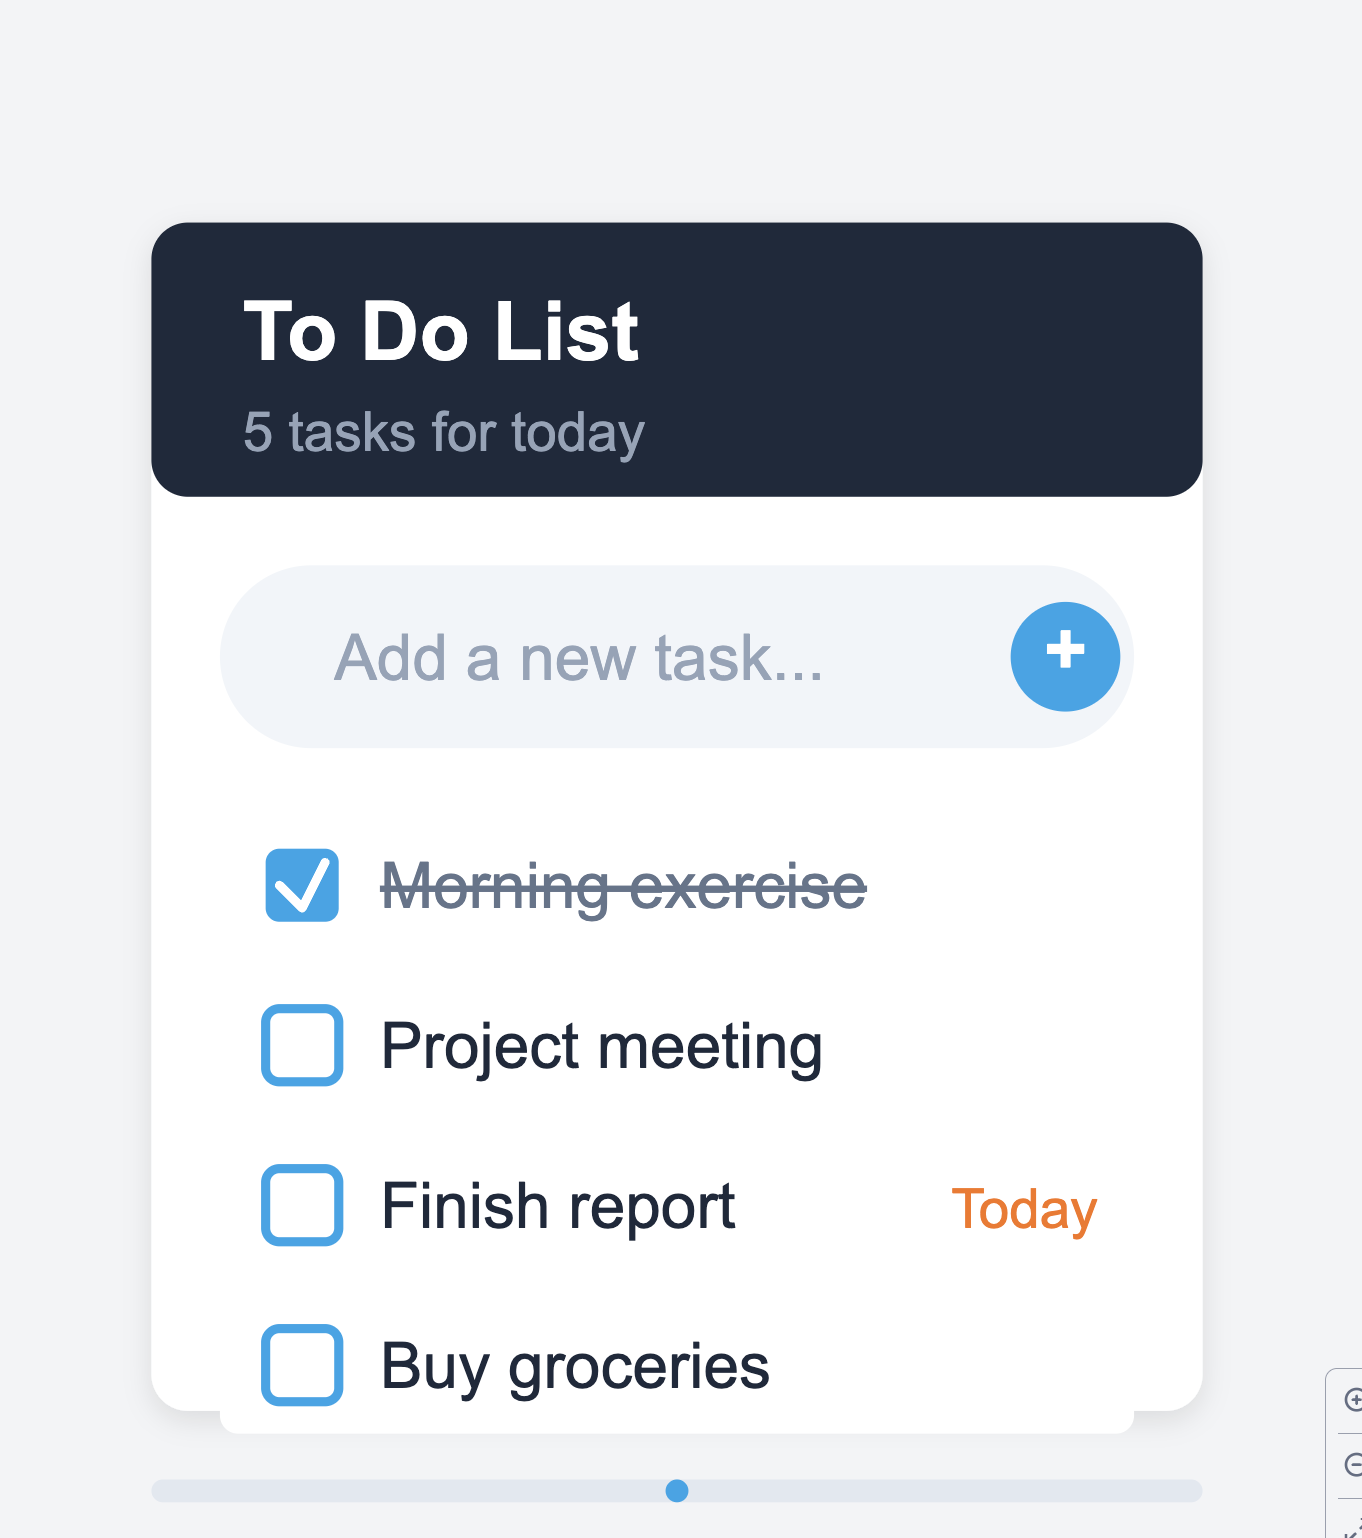 To Do List
5 tasks for today
Add a new task...
+
Morning exercise
Project meeting
Finish report
Today
Buy groceries